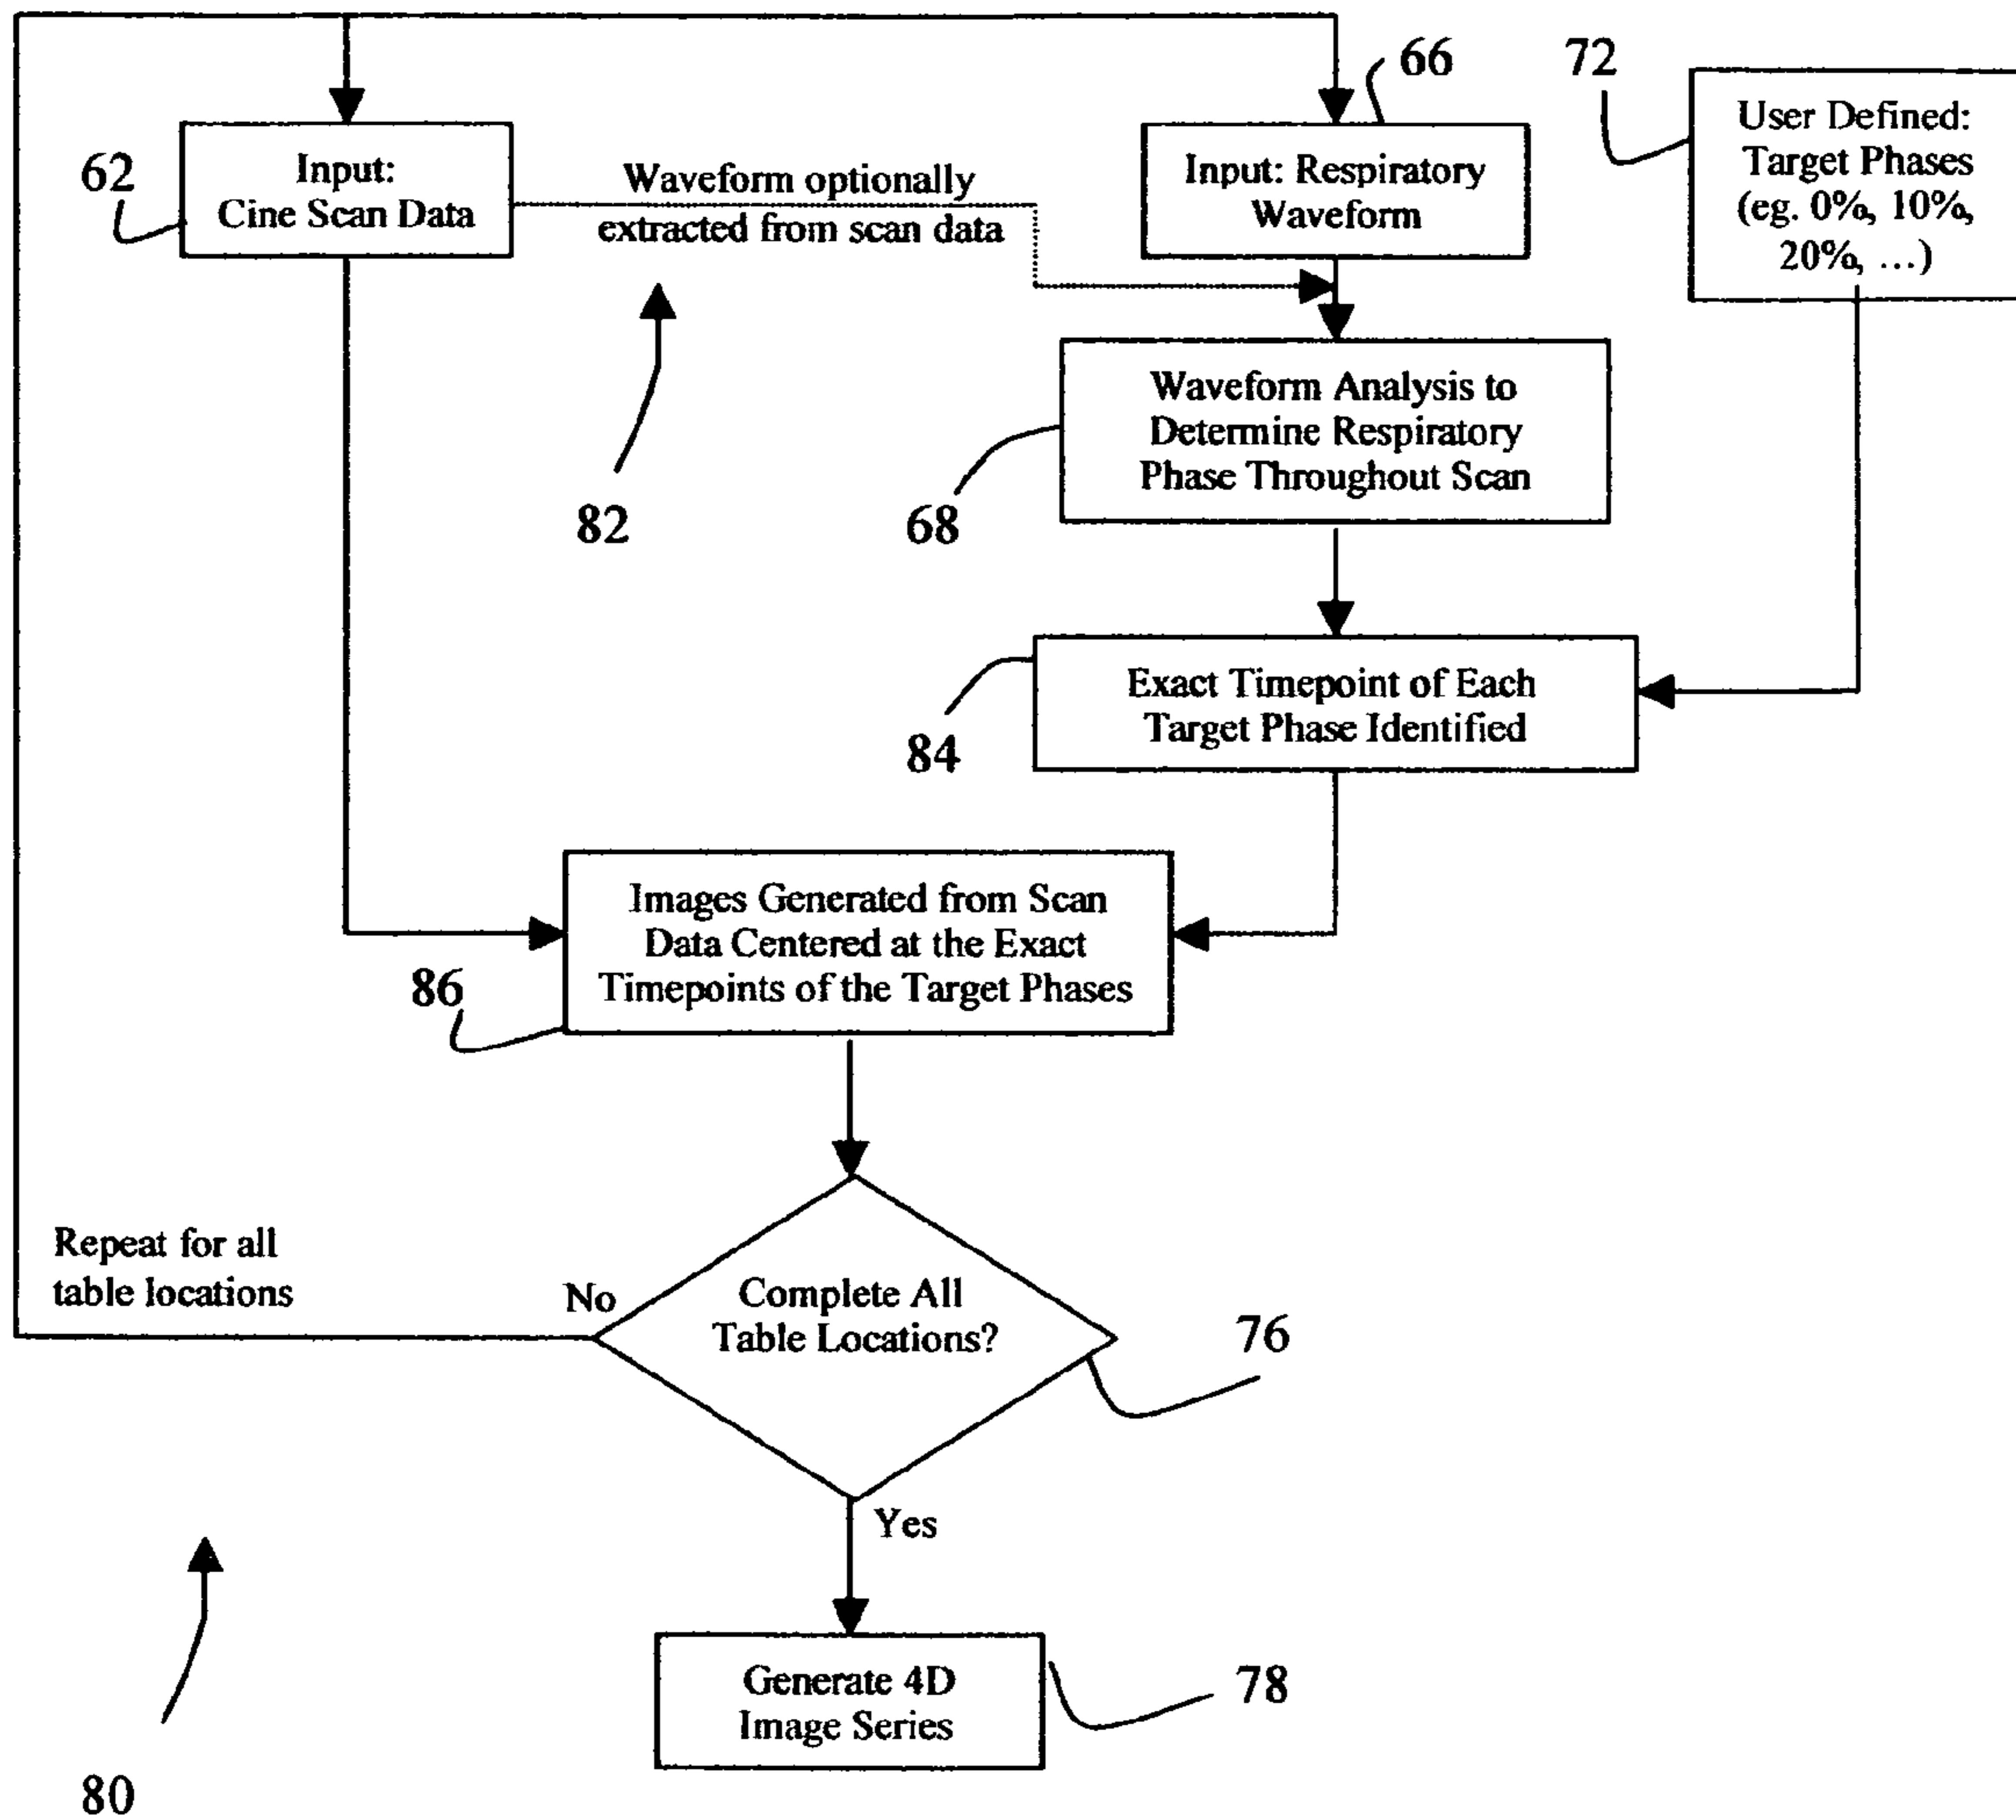 66
72
User Defined:
Target Phases
(eg. 0%, 10%,
20%, ...)
62
Input:
Cine Scan Data
Waveform optionally
extracted from scan data
Input: Respiratory
Waveform
82
68
Waveform Analysis to
Determine Respiratory
Phase Throughout Scan
84
Exact Timepoint of Each
Target Phase Identified
86
Images Generated from Scan
Data Centered at the Exact
Timepoints of the Target Phases
Repeat for all
table locations
No
Complete All
Table Locations?
76
Yes
Generate 4D
Image Series
78
80